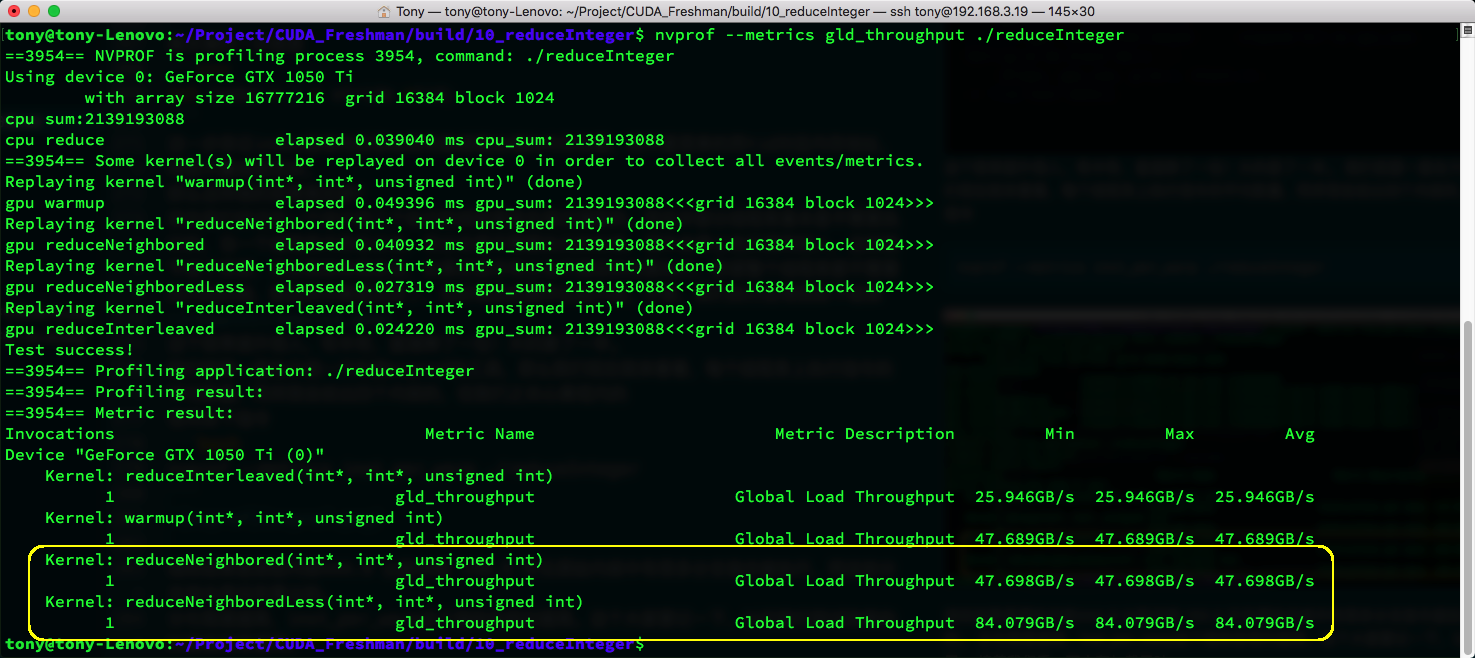 Tony — tony@tony-Lenovo: ~/Project/CUDA_Freshman/build/10_reduceInteger — ssh tony@192.168.3.19 — 145×30
tony@tony-Lenovo:~/Project/CUDA_Freshman/build/10_reduceInteger$ nvprof --metrics gld_throughput ./reduceInteger
==3954== NVPROF is profiling process 3954, command: ./reduceInteger
Using device 0: GeForce GTX 1050 Ti
        with array size 16777216  grid 16384 block 1024
cpu sum:2139193088
cpu reduce                 elapsed 0.039040 ms cpu_sum: 2139193088
==3954== Some kernel(s) will be replayed on device 0 in order to collect all events/metrics.
Replaying kernel "warmup(int*, int*, unsigned int)" (done)
gpu warmup                 elapsed 0.049396 ms gpu_sum: 2139193088<<<grid 16384 block 1024>>>
Replaying kernel "reduceNeighbored(int*, int*, unsigned int)" (done)
gpu reduceNeighbored       elapsed 0.040932 ms gpu_sum: 2139193088<<<grid 16384 block 1024>>>
Replaying kernel "reduceNeighboredLess(int*, int*, unsigned int)" (done)
gpu reduceNeighboredLess   elapsed 0.027319 ms gpu_sum: 2139193088<<<grid 16384 block 1024>>>
Replaying kernel "reduceInterleaved(int*, int*, unsigned int)" (done)
gpu reduceInterleaved      elapsed 0.024220 ms gpu_sum: 2139193088<<<grid 16384 block 1024>>>
Test success!
==3954== Profiling application: ./reduceInteger
==3954== Profiling result:
==3954== Metric result:
Invocations                               Metric Name                        Metric Description         Min         Max         Avg
Device "GeForce GTX 1050 Ti (0)"
    Kernel: reduceInterleaved(int*, int*, unsigned int)
          1                            gld_throughput                    Global Load Throughput  25.946GB/s  25.946GB/s  25.946GB/s
    Kernel: warmup(int*, int*, unsigned int)
          1                            gld_throughput                    Global Load Throughput  47.689GB/s  47.689GB/s  47.689GB/s
    Kernel: reduceNeighbored(int*, int*, unsigned int)
          1                            gld_throughput                    Global Load Throughput  47.698GB/s  47.698GB/s  47.698GB/s
    Kernel: reduceNeighboredLess(int*, int*, unsigned int)
          1                            gld_throughput                    Global Load Throughput  84.079GB/s  84.079GB/s  84.079GB/s
tony@tony-Lenovo:~/Project/CUDA_Freshman/build/10_reduceInteger$